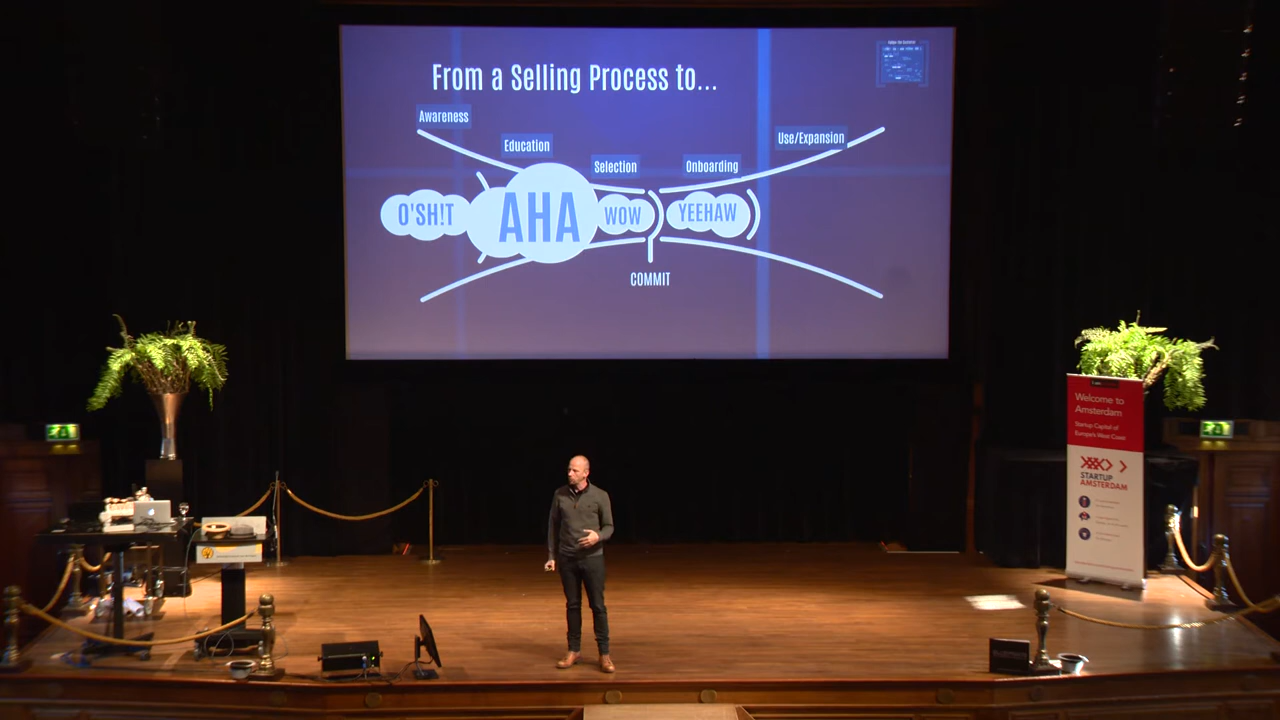 From a Selling Process to...
Awareness
Education
Selection
Onboarding
Use/Expansion
O'SH!T
AHA
WOW
YEEHAW
COMMIT
Welcome to
Amsterdam
Startup Capital of
Europe's West Coast
STARTUP
AMSTERDAM